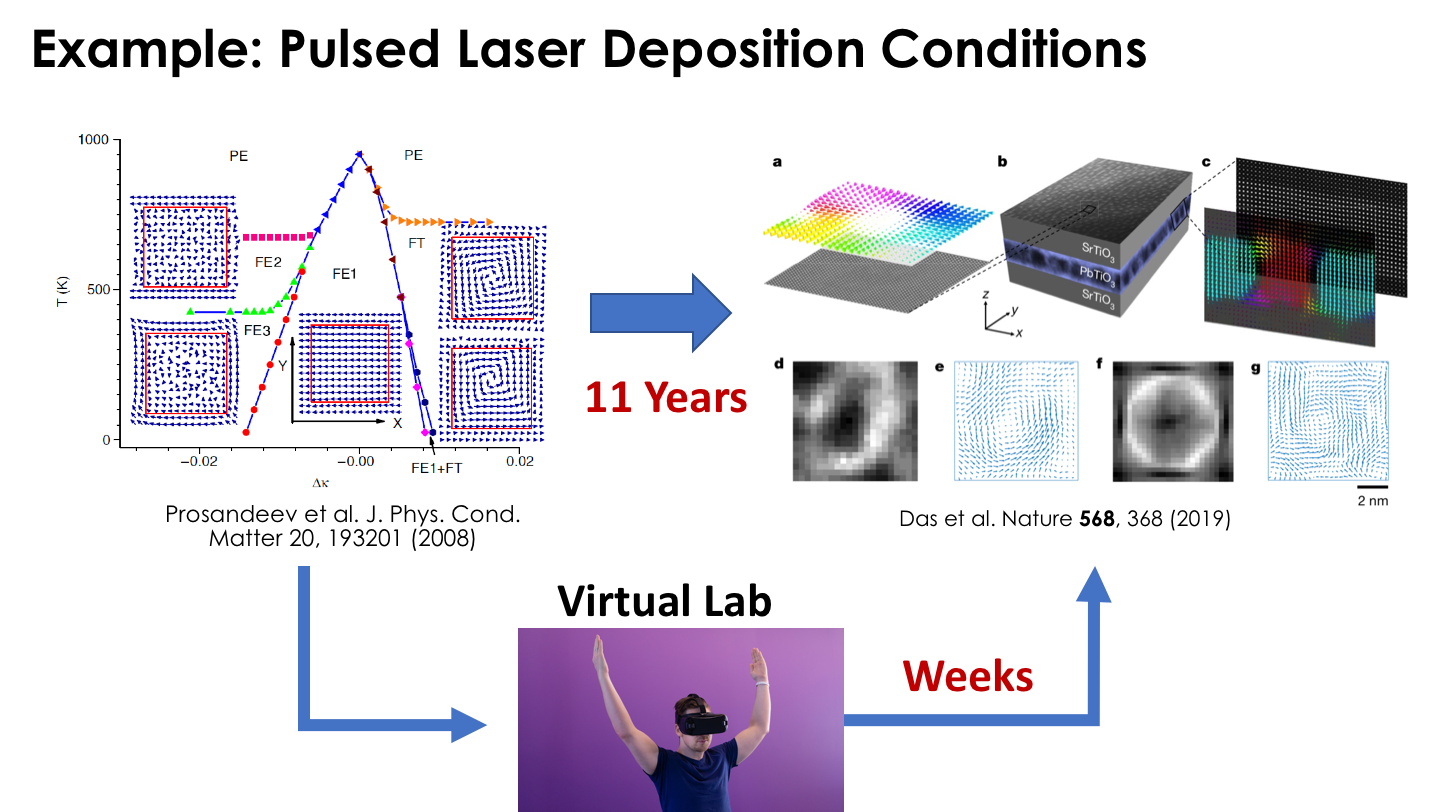 Example: Pulsed Laser Deposition Conditions
1000
500
0
T (K)
PE
PE
FE2
FT
FE1
FE3
Y
X
−0.02
−0.00
0.02
FE1+FT
Δκ
Prosandeev et al. J. Phys. Cond.
Matter 20, 193201 (2008)
11 Years
a
b
c
SrTiO3
PbTiO3
SrTiO3
z
y
x
d
e
f
g
2 nm
Das et al. Nature 568, 368 (2019)
Virtual Lab
Weeks